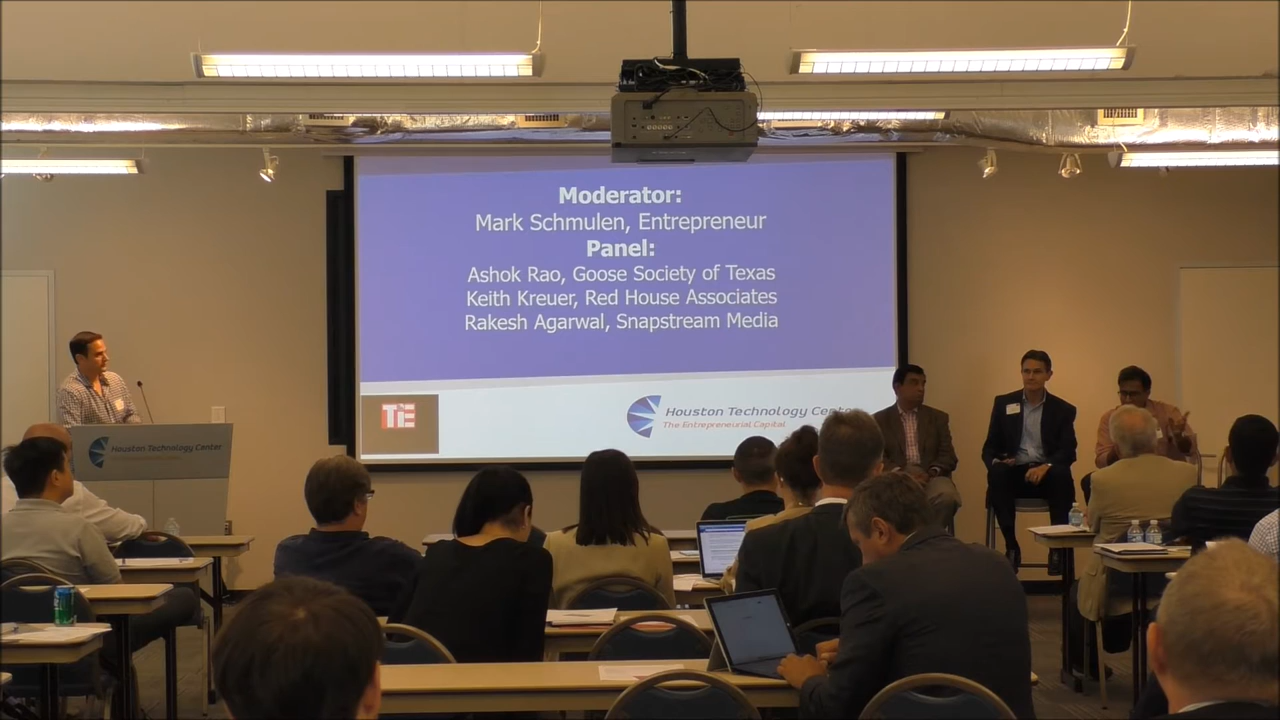 Moderator:
Mark Schmulen, Entrepreneur
Panel:
Ashok Rao, Goose Society of Texas
Keith Kreuer, Red House Associates
Rakesh Agarwal, Snapstream Media
TiE
Houston Technology Center
The Entrepreneurial Capital
Houston Technology Center